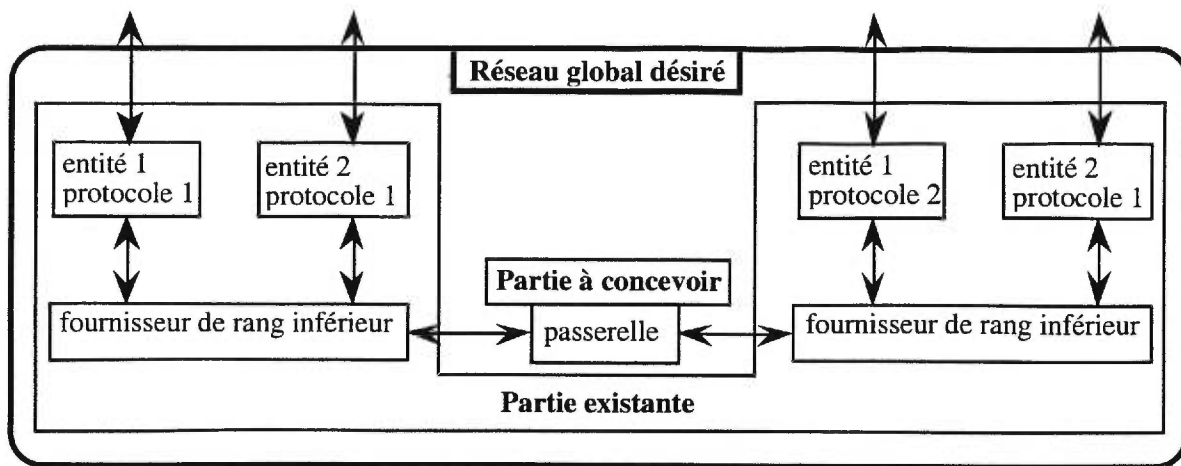 Réseau global désiré
entité 1
protocole 1
entité 2
protocole 1
entité 1
protocole 2
entité 2
protocole 1
Partie à concevoir
fournisseur de rang inférieur
passerelle
fournisseur de rang inférieur
Partie existante